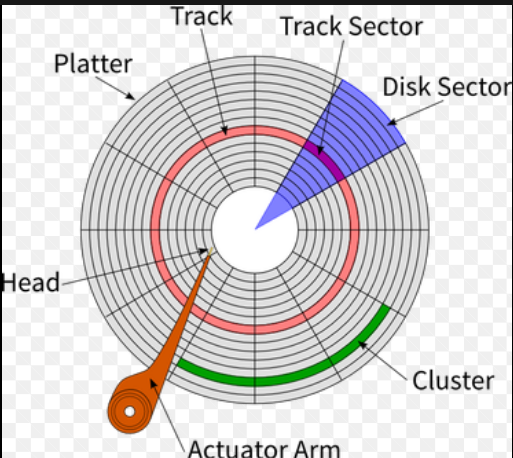 Track
Track Sector
Platter
Disk Sector
Head
Cluster
Actuator Arm